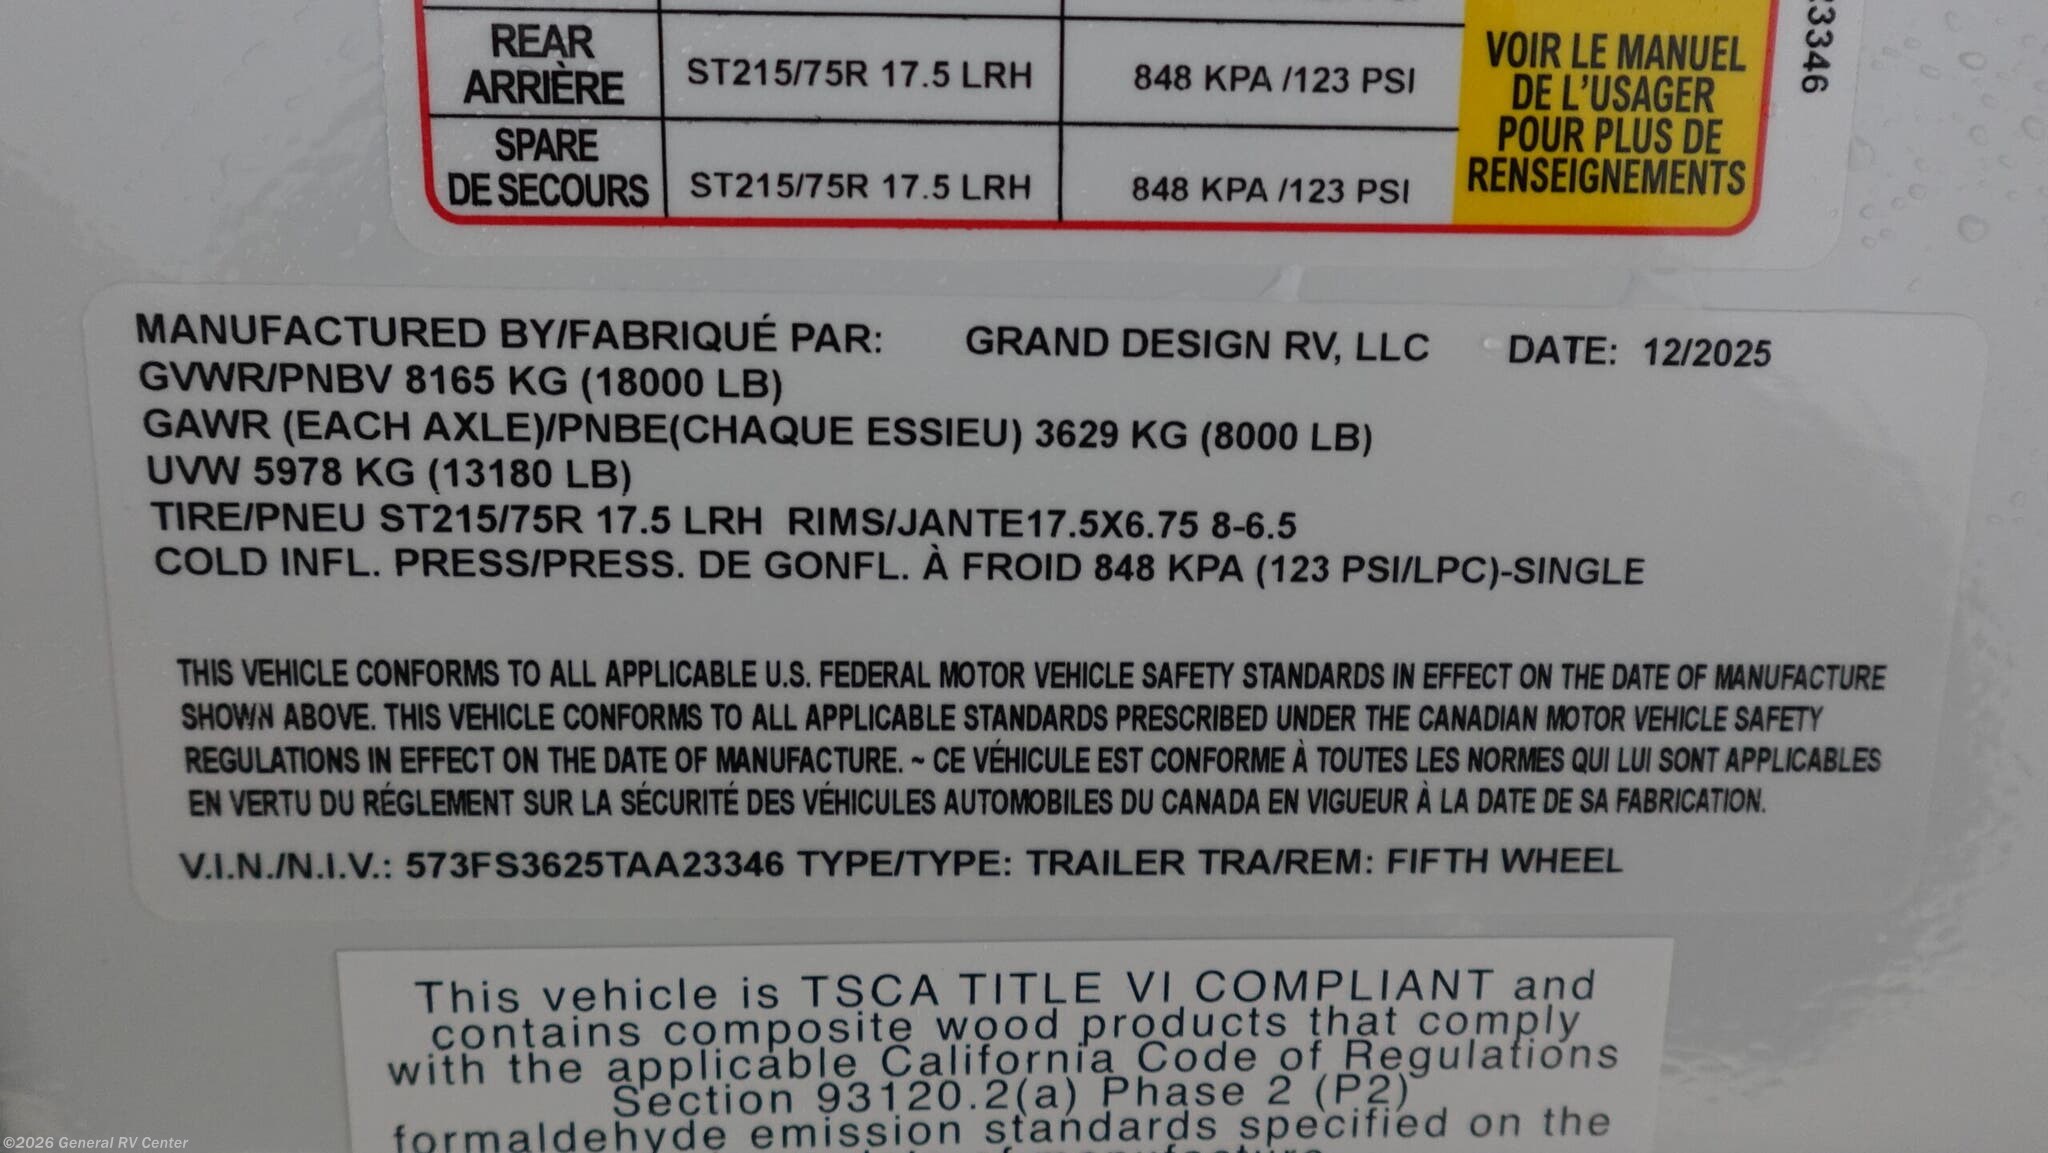 REAR
ARRIÈRE
ST215/75R 17.5 LRH
848 KPA /123 PSI
SPARE
DE SECOURS
ST215/75R 17.5 LRH
848 KPA /123 PSI
VOIR LE MANUEL
DE L'USAGER
POUR PLUS DE
RENSEIGNEMENTS
3346
MANUFACTURED BY/FABRIQUÉ PAR: GRAND DESIGN RV, LLC DATE: 12/2025
GVWR/PNBV 8165 KG (18000 LB)
GAWR (EACH AXLE)/PNBE(CHAQUE ESSIEU) 3629 KG (8000 LB)
UVW 5978 KG (13180 LB)
TIRE/PNEU ST215/75R 17.5 LRH RIMS/JANTE17.5X6.75 8-6.5
COLD INFL. PRESS/PRESS. DE GONFL. À FROID 848 KPA (123 PSI/LPC)-SINGLE
THIS VEHICLE CONFORMS TO ALL APPLICABLE U.S. FEDERAL MOTOR VEHICLE SAFETY STANDARDS IN EFFECT ON THE DATE OF MANUFACTURE
SHOWN ABOVE. THIS VEHICLE CONFORMS TO ALL APPLICABLE STANDARDS PRESCRIBED UNDER THE CANADIAN MOTOR VEHICLE SAFETY
REGULATIONS IN EFFECT ON THE DATE OF MANUFACTURE. ~ CE VÉHICULE EST CONFORME À TOUTES LES NORMES QUI LUI SONT APPLICABLES
EN VERTU DU RÉGLEMENT SUR LA SÉCURITÉ DES VÉHICULES AUTOMOBILES DU CANADA EN VIGUEUR À LA DATE DE SA FABRICATION.
V.I.N./N.I.V.: 573FS3625TAA23346 TYPE/TYPE: TRAILER TRA/REM: FIFTH WHEEL
This vehicle is TSCA TITLE VI COMPLIANT and
contains composite wood products that comply
with the applicable California Code of Regulations
Section 93120.2(a) Phase 2 (P2)
formaldehyde emission standards specified on the
©2026 General RV Center